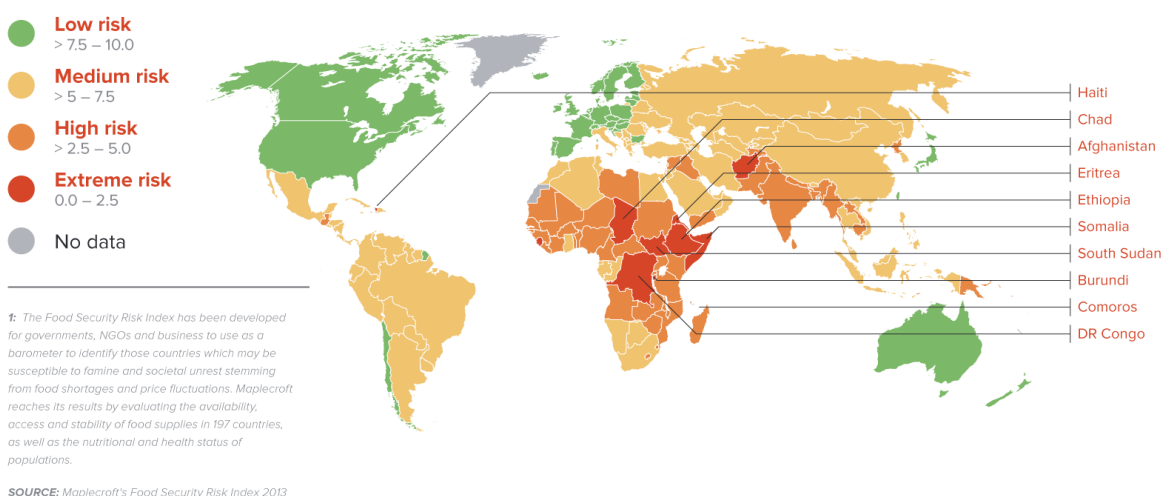 Low risk
> 7.5 – 10.0
Medium risk
> 5 – 7.5
High risk
> 2.5 – 5.0
Extreme risk
0.0 – 2.5
No data
1: The Food Security Risk Index has been developed
for governments, NGOs and business to use as a
barometer to identify those countries which may be
susceptible to famine and societal unrest stemming
from food shortages and price fluctuations. Maplecroft
reaches its results by evaluating the availability,
access and stability of food supplies in 197 countries,
as well as the nutritional and health status of
populations.
SOURCE: Maplecroft's Food Security Risk Index 2013
Haiti
Chad
Afghanistan
Eritrea
Ethiopia
Somalia
South Sudan
Burundi
Comoros
DR Congo